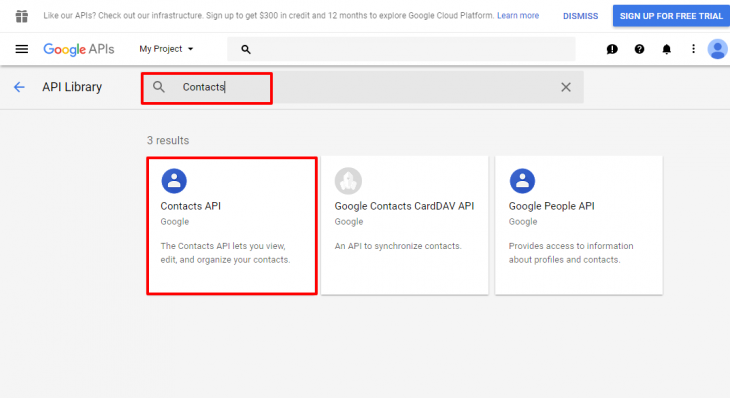 Like our APIs? Check out our infrastructure. Sign up to get $300 in credit and 12 months to explore Google Cloud Platform. Learn more DISMISS SIGN UP FOR FREE TRIAL
Google APIs My Project
API Library Contacts
3 results
Contacts API
Google
The Contacts API lets you view,
edit, and organize your contacts.
Google Contacts CardDAV API
Google
An API to synchronize contacts.
Google People API
Google
Provides access to information
about profiles and contacts.